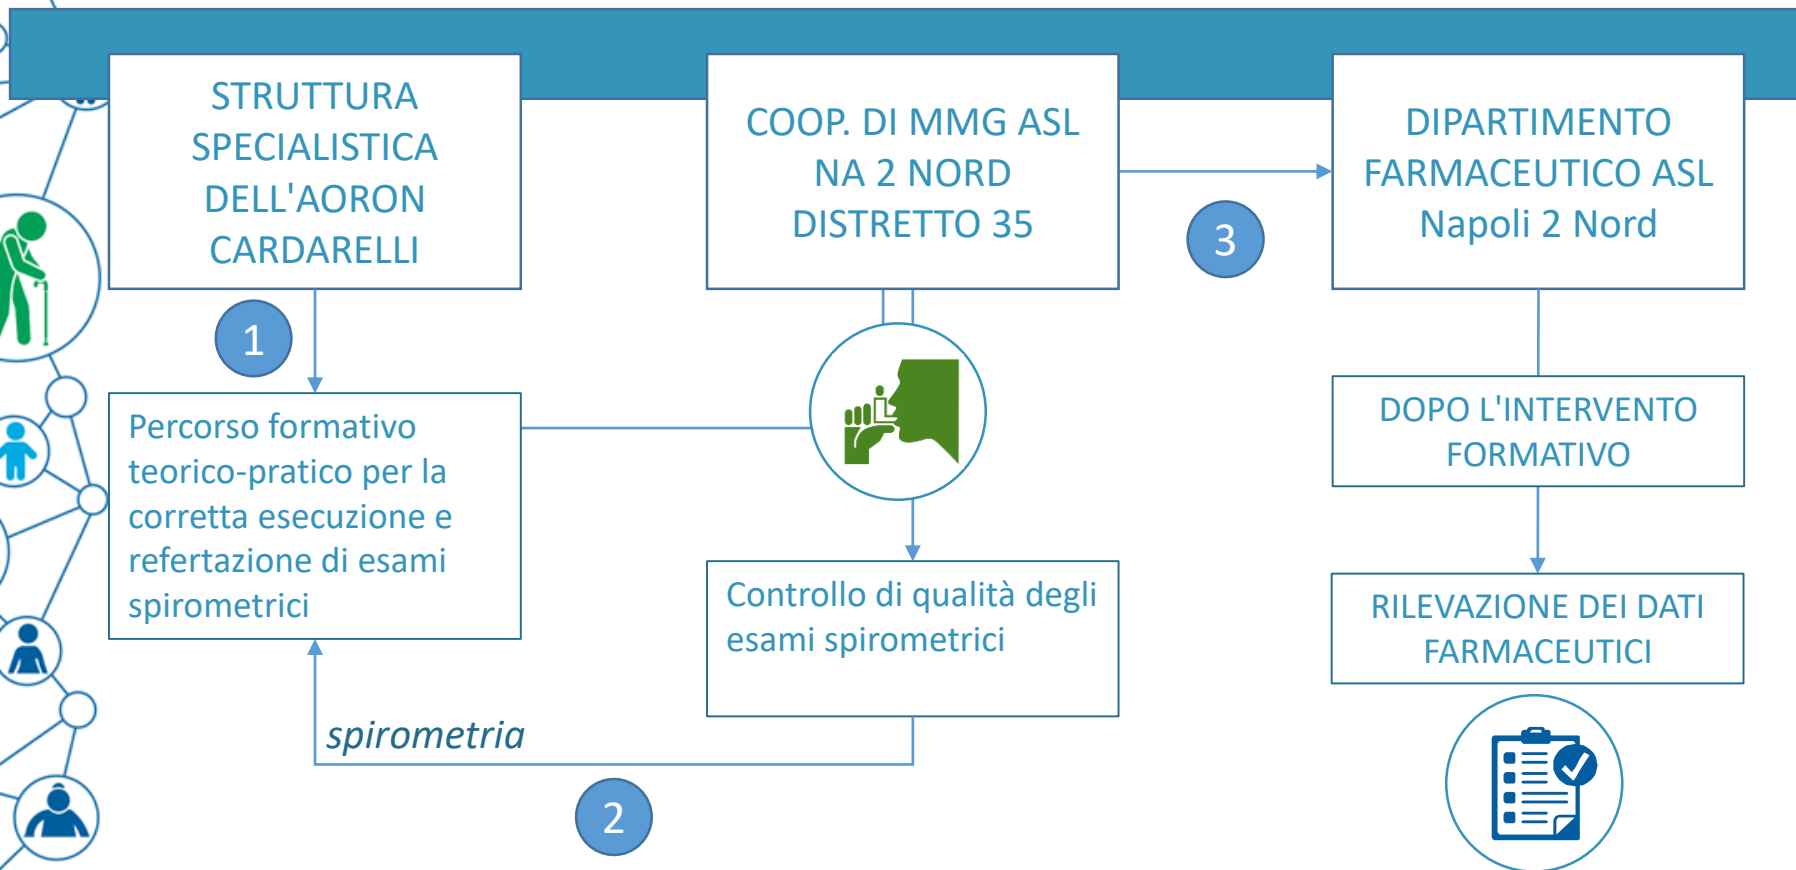 STRUTTURA
SPECIALISTICA
DELL'AORON
CARDARELLI
COOP. DI MMG ASL
NA 2 NORD
DISTRETTO 35
DIPARTIMENTO
FARMACEUTICO ASL
Napoli 2 Nord
3
1
Percorso formativo
teorico-pratico per la
corretta esecuzione e
refertazione di esami
spirometrici
DOPO L'INTERVENTO
FORMATIVO
Controllo di qualità degli
esami spirometrici
RILEVAZIONE DEI DATI
FARMACEUTICI
spirometria
2